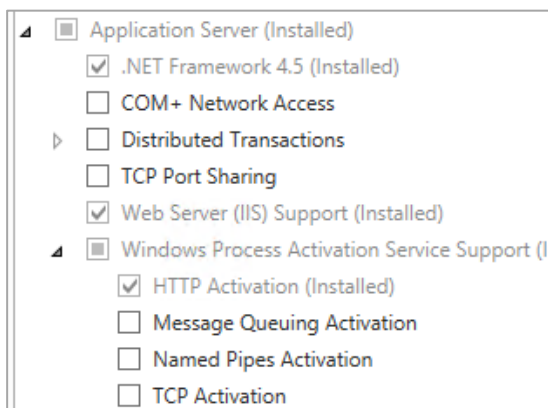 Application Server (Installed)
.NET Framework 4.5 (Installed)
COM+ Network Access
Distributed Transactions
TCP Port Sharing
Web Server (IIS) Support (Installed)
Windows Process Activation Service Support (I
HTTP Activation (Installed)
Message Queuing Activation
Named Pipes Activation
TCP Activation